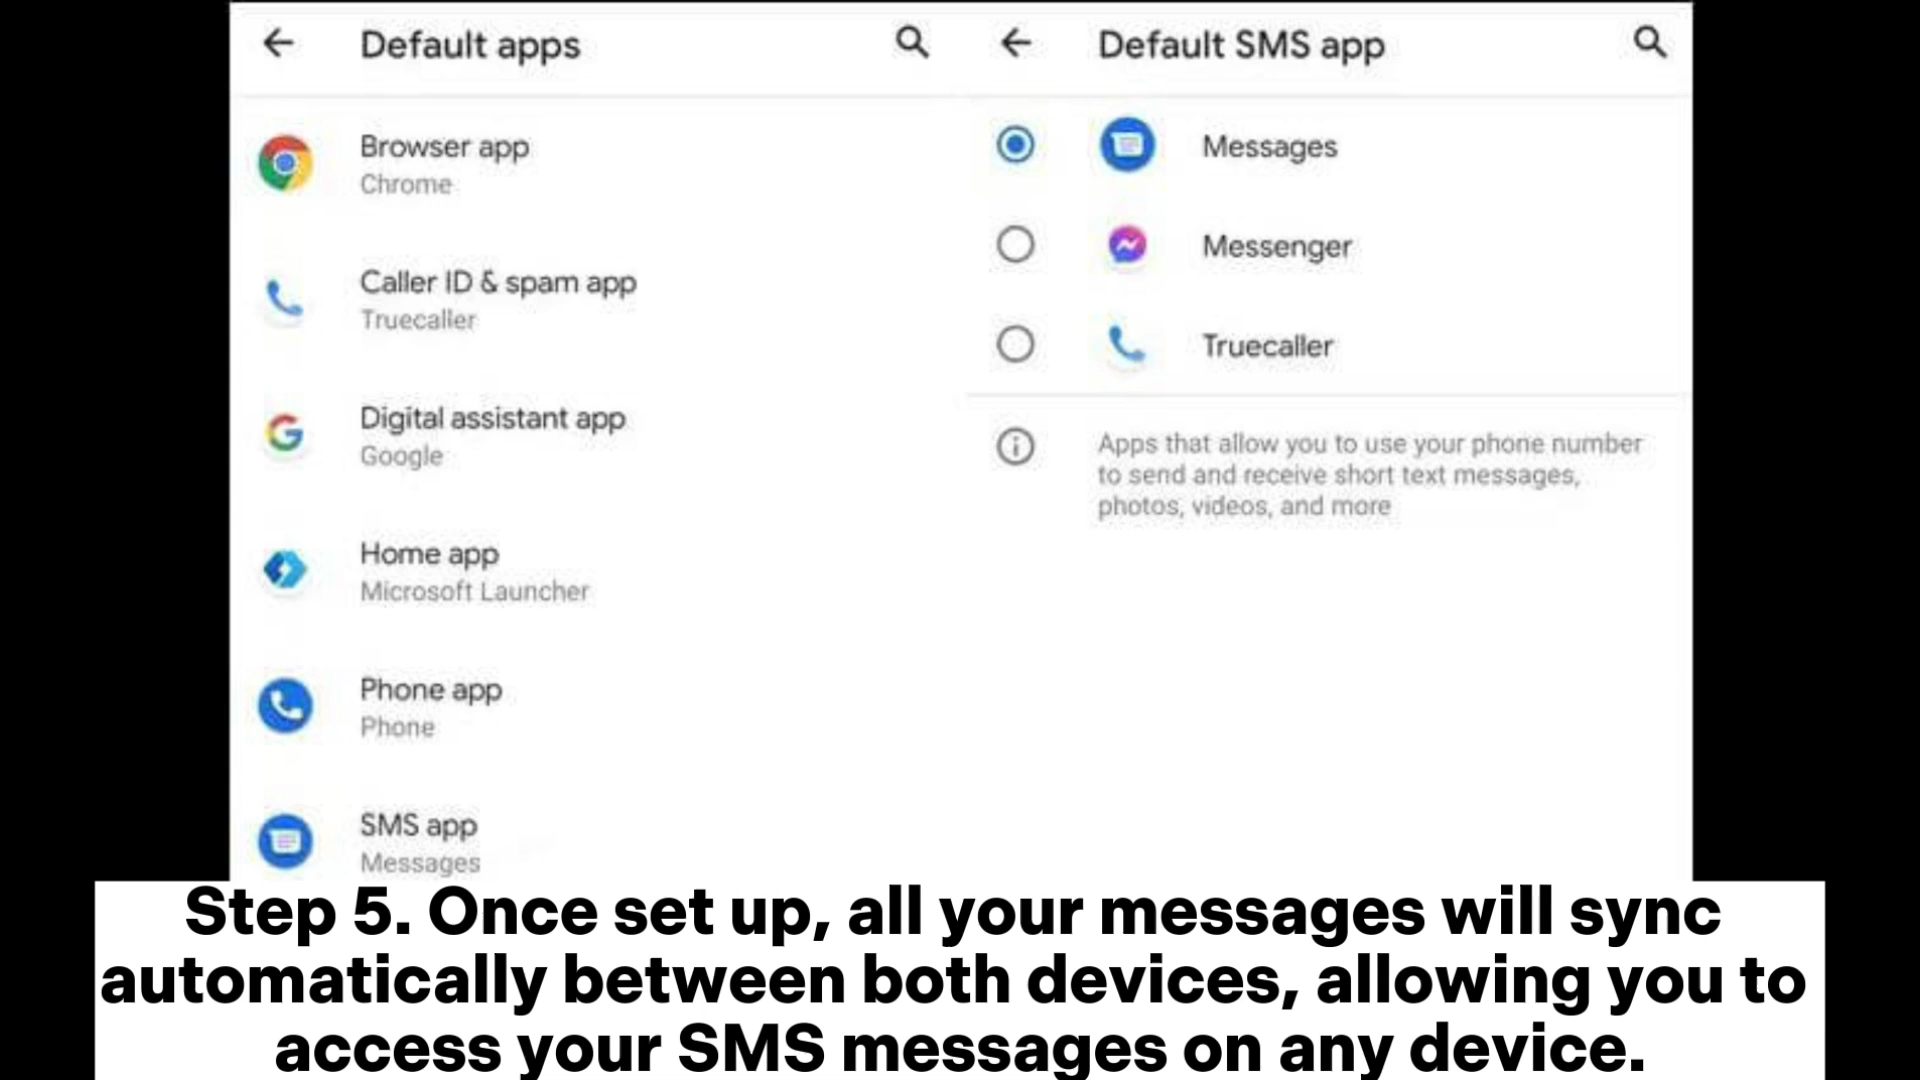 Default apps
Browser app
Chrome
Caller ID & spam app
Truecaller
Digital assistant app
Google
Home app
Microsoft Launcher
Phone app
Phone
SMS app
Messages
Default SMS app
Messages
Messenger
Truecaller
Apps that allow you to use your phone number
to send and receive short text messages,
photos, videos, and more
Step 5. Once set up, all your messages will sync
automatically between both devices, allowing you to
access your SMS messages on any device.